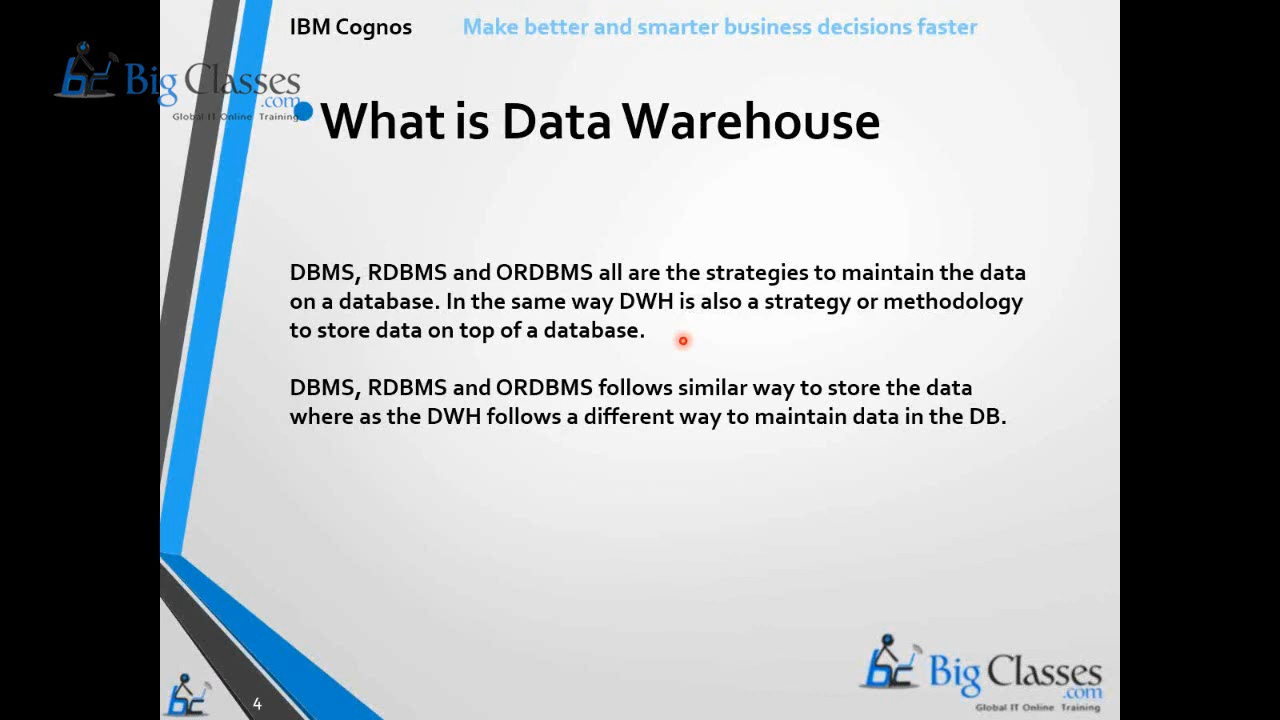 IBM Cognos Make better and smarter business decisions faster
Big Classes
.com
Global IT Online Training
What is Data Warehouse
DBMS, RDBMS and ORDBMS all are the strategies to maintain the data
on a database. In the same way DWH is also a strategy or methodology
to store data on top of a database.
DBMS, RDBMS and ORDBMS follows similar way to store the data
where as the DWH follows a different way to maintain data in the DB.
Big Classes
.com
Global IT Online Training
4